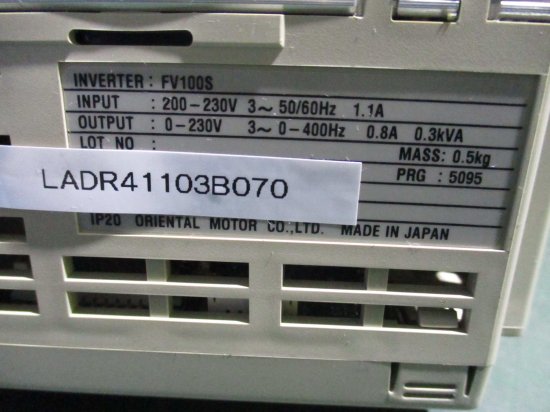 INVERTER : FV100S
INPUT : 200-230V 3~ 50/60Hz 1.1A
OUTPUT : 0-230V 3~ 0-400Hz 0.8A 0.3kVA
LOT NO : MASS: 0.5kg
PRG : 5095
LADR41103B070
IP20 ORIENTAL MOTOR CO.,LTD. MADE IN JAPAN